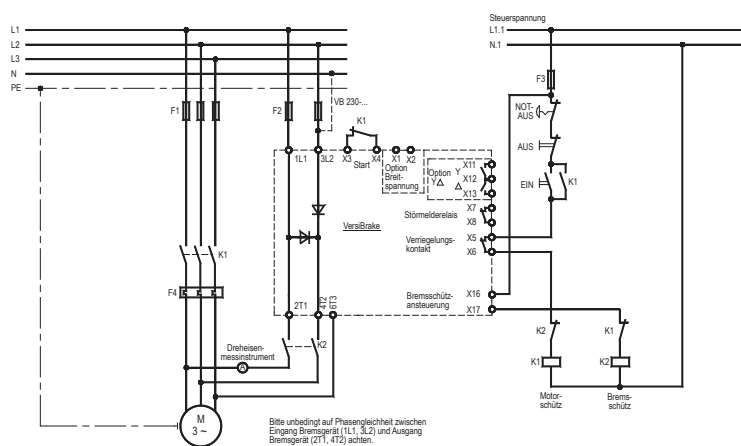 Steuerspannung
L1
L1.1
L2
N.1
L3
N
PE
F1
F2
VB 230-...
F3
K1
NOT-
AUS
1L1
3L2
X3
X4
X1
X2
Start
Option
Breit-
spannung
Option
Y△
Y
△
X11
X12
X13
AUS
EIN
K1
VersiBrake
Störmelderelais
X7
X8
Verriegelungs-
kontakt
X5
X6
K1
F4
Bremsschütz-
ansteuerung
X16
X17
2T1
4T2
6T3
K2
K2
K1
Dreheisen-
messinstrument
A
K1
K2
Motor-
schütz
Brems-
schütz
M
3 ~
Bitte unbedingt auf Phasengleichheit zwischen
Eingang Bremsgerät (1L1, 3L2) und Ausgang
Bremsgerät (2T1, 4T2) achten.